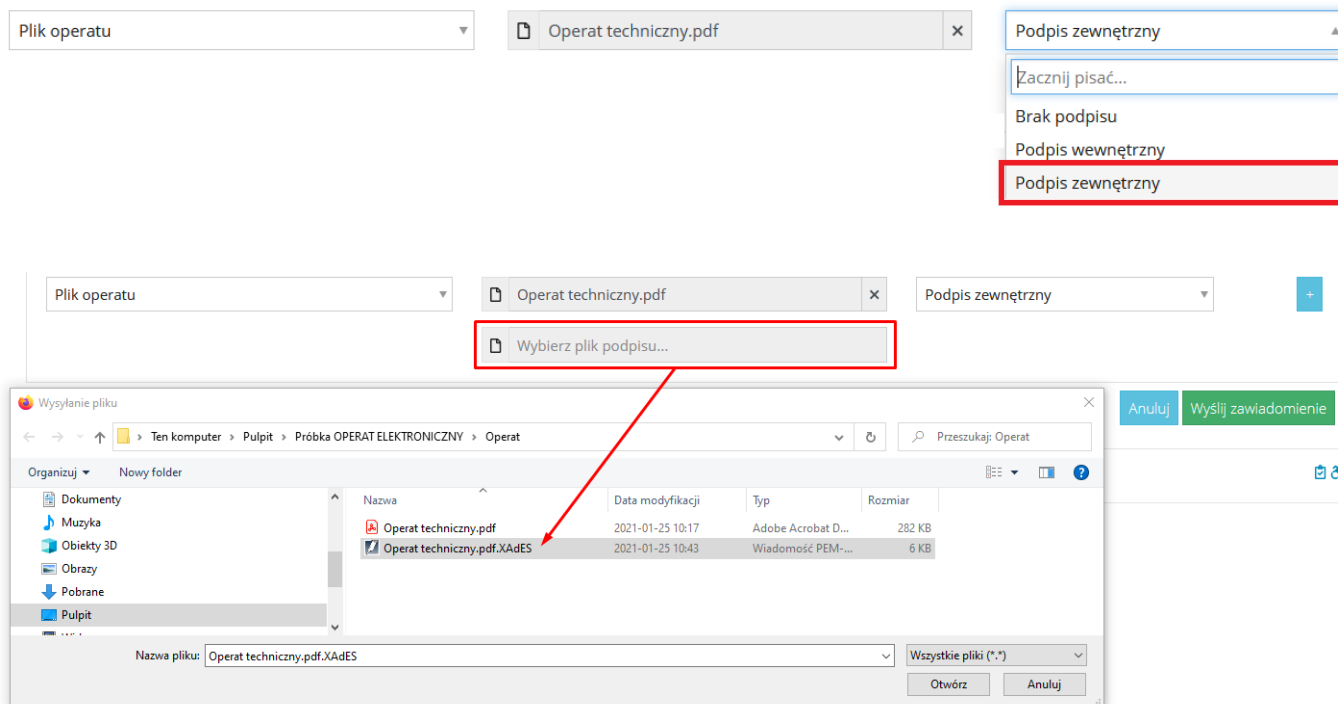 Plik operatu
Operat techniczny.pdf
Podpis zewnętrzny
Zacznij pisać...
Brak podpisu
Podpis wewnętrzny
Podpis zewnętrzny
Plik operatu
Operat techniczny.pdf
Podpis zewnętrzny
+
Wybierz plik podpisu...
Wysyłanie pliku
Anuluj
Wyślij zawiadomienie
Ten komputer › Pulpit › Próbka OPERAT ELEKTRONICZNY › Operat
Przeszukaj: Operat
Organizuj
Nowy folder
Dokumenty
Muzyka
Obiekty 3D
Obrazy
Pobrane
Pulpit
Nazwa Data modyfikacji Typ Rozmiar
Operat techniczny.pdf 2021-01-25 10:17 Adobe Acrobat D... 282 KB
Operat techniczny.pdf.XAdES 2021-01-25 10:43 Wiadomość PEM-... 6 KB
Nazwa pliku: Operat techniczny.pdf.XAdES
Wszystkie pliki (*.*)
Otwórz
Anuluj